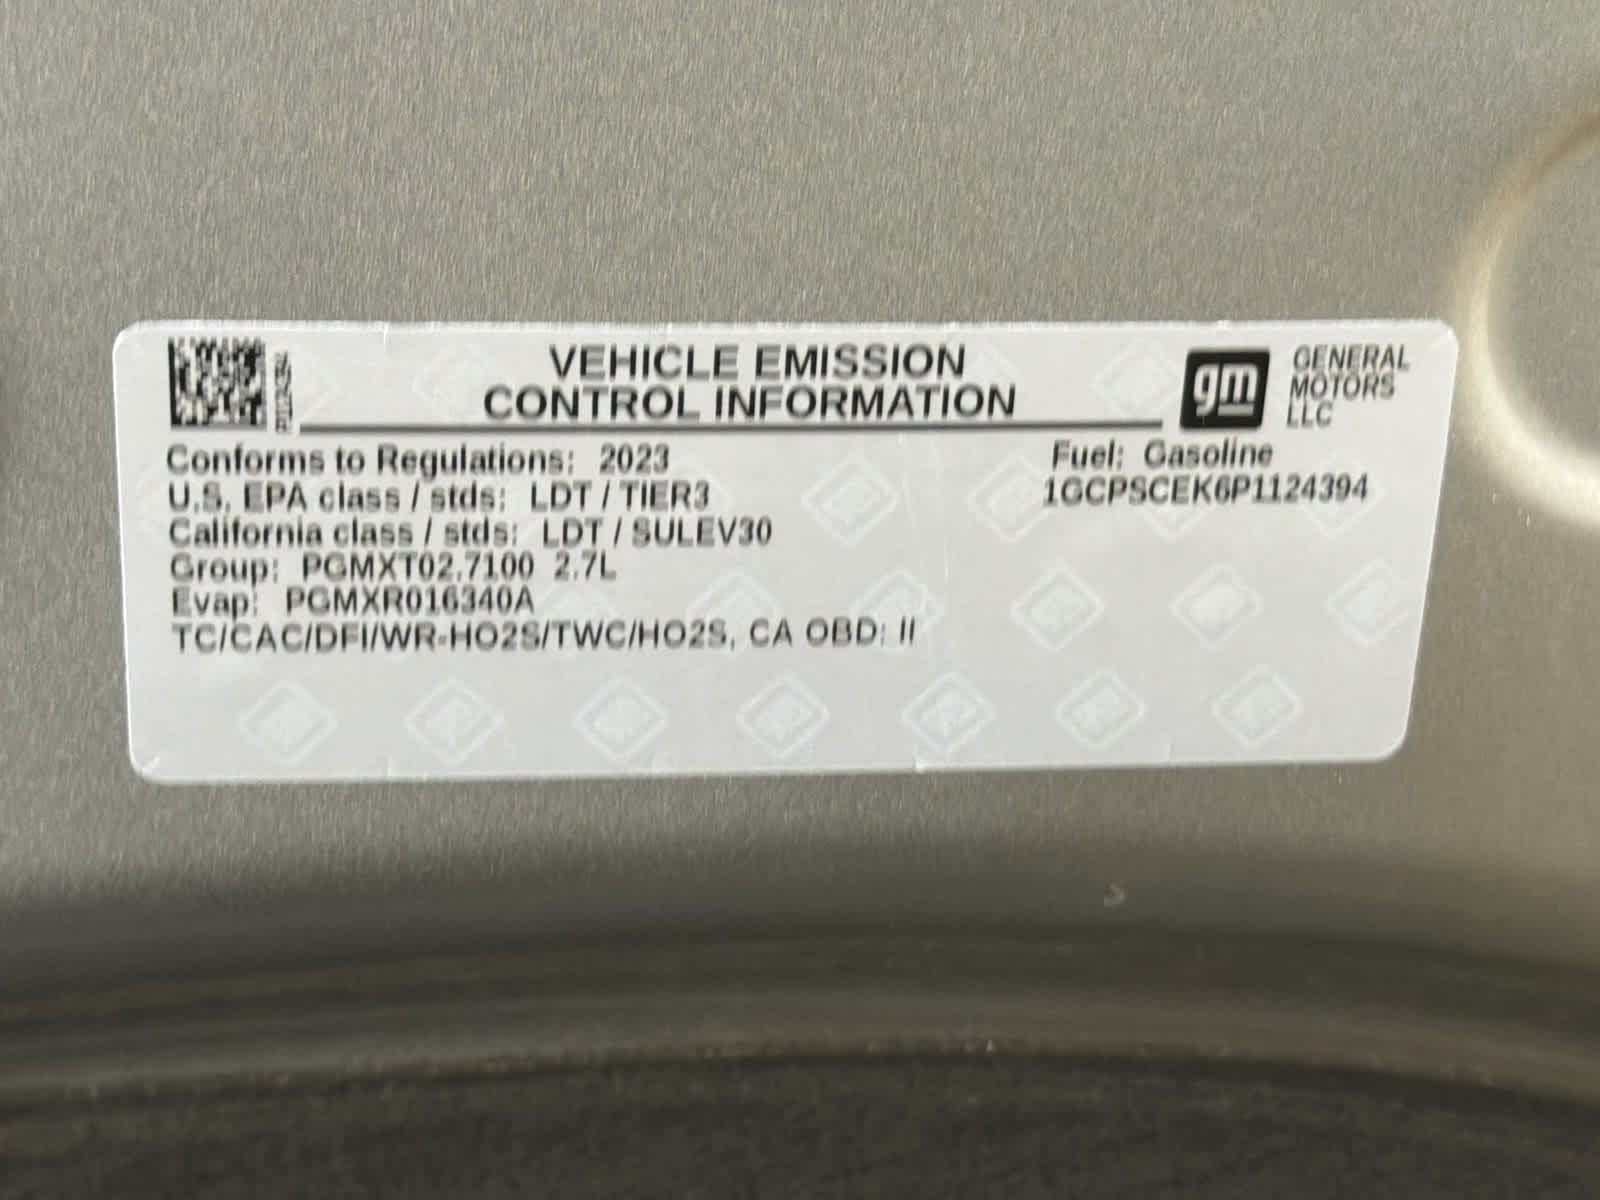 VEHICLE EMISSION
CONTROL INFORMATION
gm
GENERAL
MOTORS
LLC
P1124394
Conforms to Regulations: 2023
Fuel: Gasoline
U.S. EPA class / stds: LDT / TIER3
1GCPSCEK6P1124394
California class / stds: LDT / SULEV30
Group: PGMXT02.7100 2.7L
Evap: PGMXR016340A
TC/CAC/DFI/WR-HO2S/TWC/HO2S, CA OBD: II